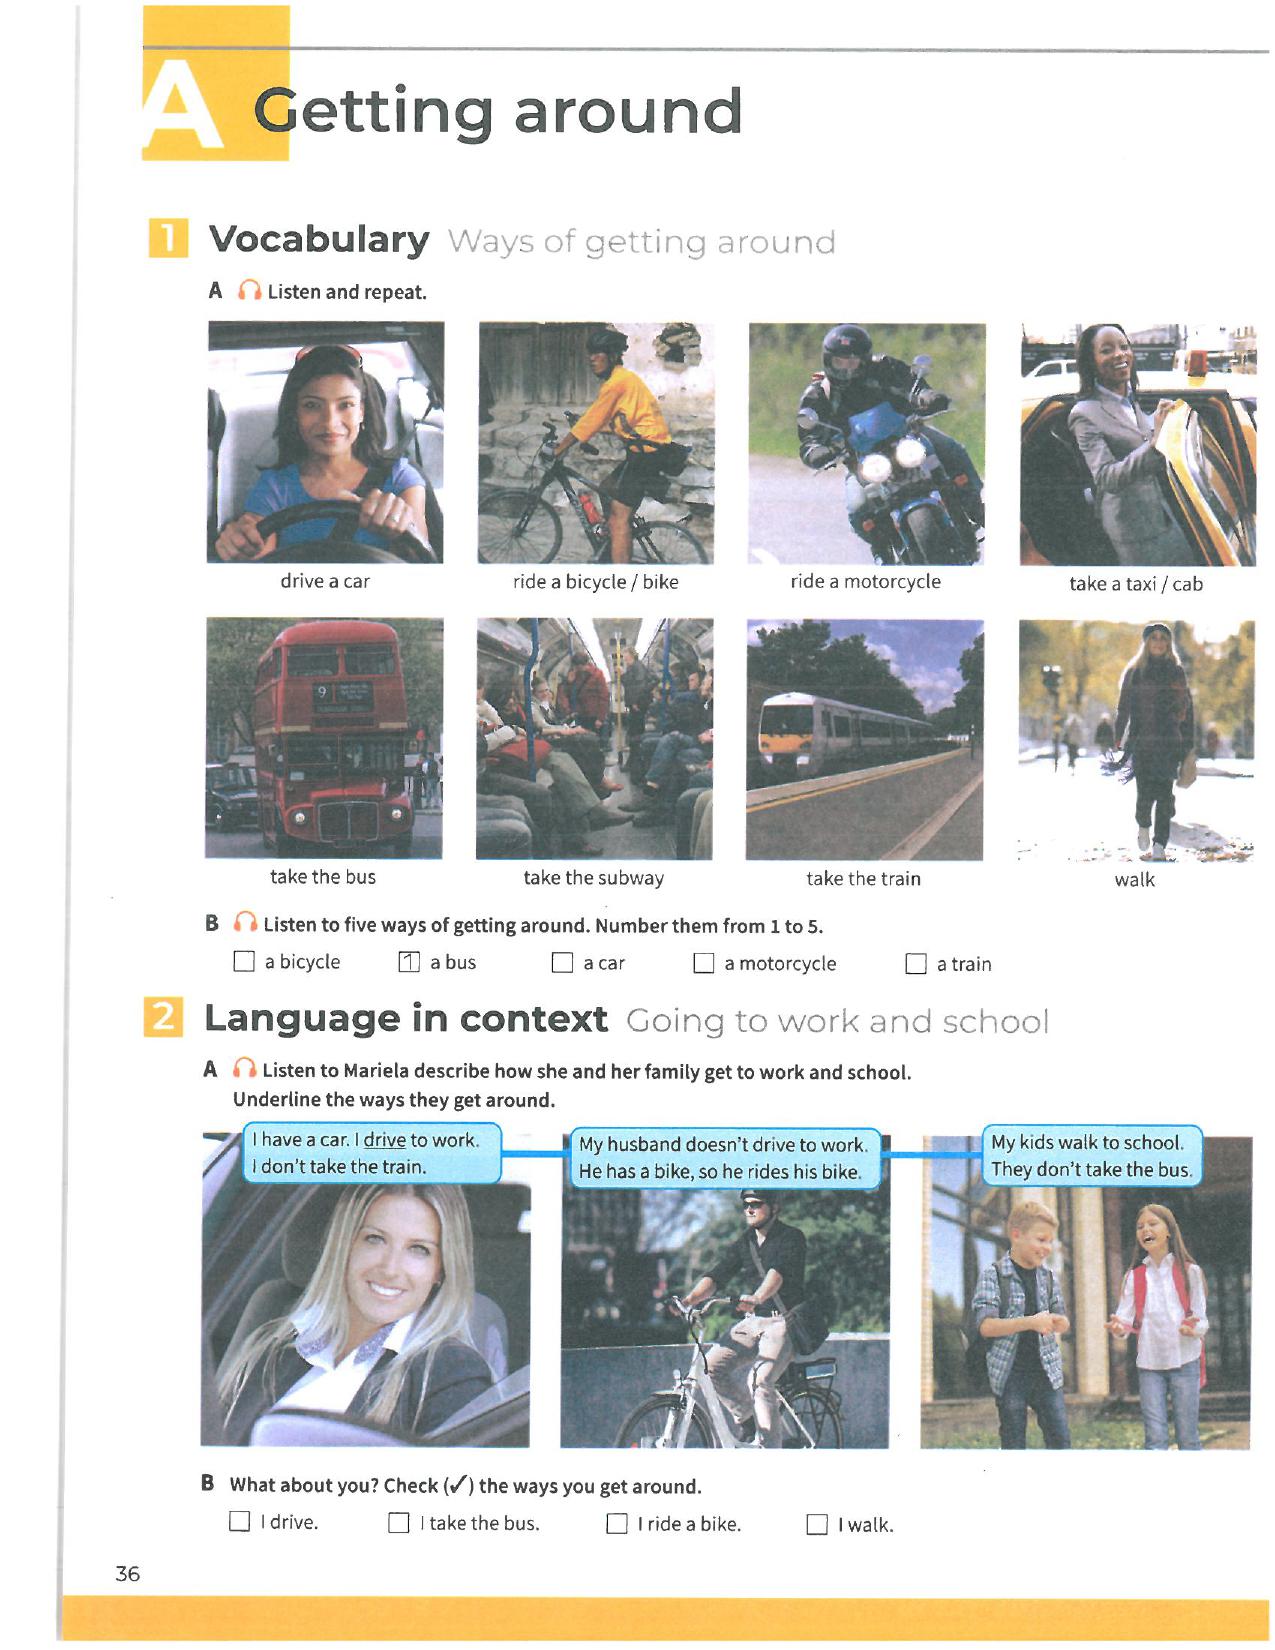 A Getting around
1 Vocabulary Ways of getting around
A Listen and repeat.
drive a car
ride a bicycle / bike
ride a motorcycle
take a taxi / cab
9
take the bus
take the subway
take the train
walk
B Listen to five ways of getting around. Number them from 1 to 5.
a bicycle
1 a bus
a car
a motorcycle
a train
2 Language in context Going to work and school
A Listen to Mariela describe how she and her family get to work and school.
Underline the ways they get around.
I have a car. I drive to work.
I don't take the train.
My husband doesn't drive to work.
He has a bike, so he rides his bike.
My kids walk to school.
They don't take the bus.
B What about you? Check (✓) the ways you get around.
I drive.
I take the bus.
I ride a bike.
I walk.
36